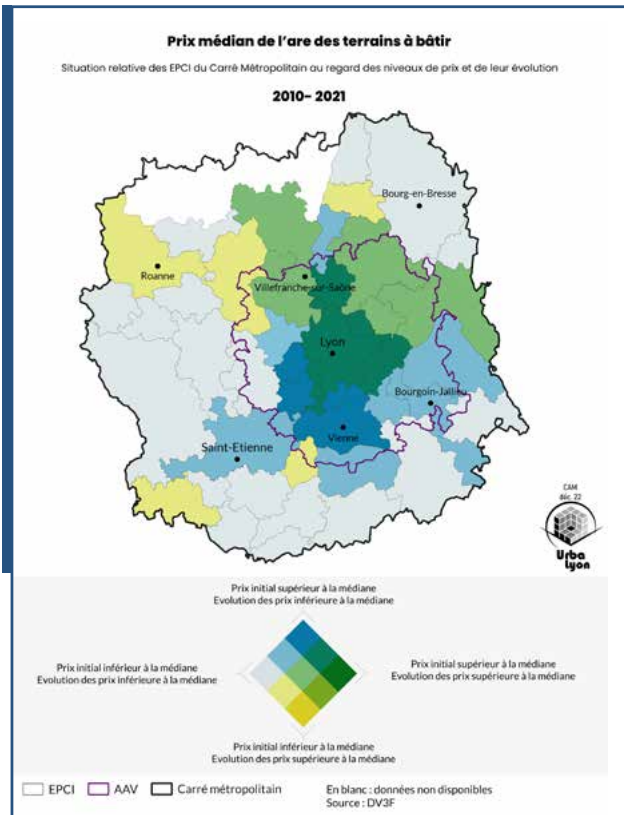 Prix médian de l'are des terrains à bâtir
Situation relative des EPCI du Carré Métropolitain au regard des niveaux de prix et de leur évolution
2010- 2021
Bourg-en-Bresse
Roanne
Villefranche-sur-Saône
Lyon
Bourgoin-Jallieu
Vienne
Saint-Etienne
CAM
déc. 22
Urba
Lyon
Prix initial supérieur à la médiane
Evolution des prix inférieure à la médiane
Prix initial inférieur à la médiane
Evolution des prix inférieure à la médiane
Prix initial supérieur à la médiane
Evolution des prix supérieure à la médiane
Prix initial inférieur à la médiane
Evolution des prix supérieure à la médiane
EPCI AAV Carré métropolitain
En blanc : données non disponibles
Source : DV3F